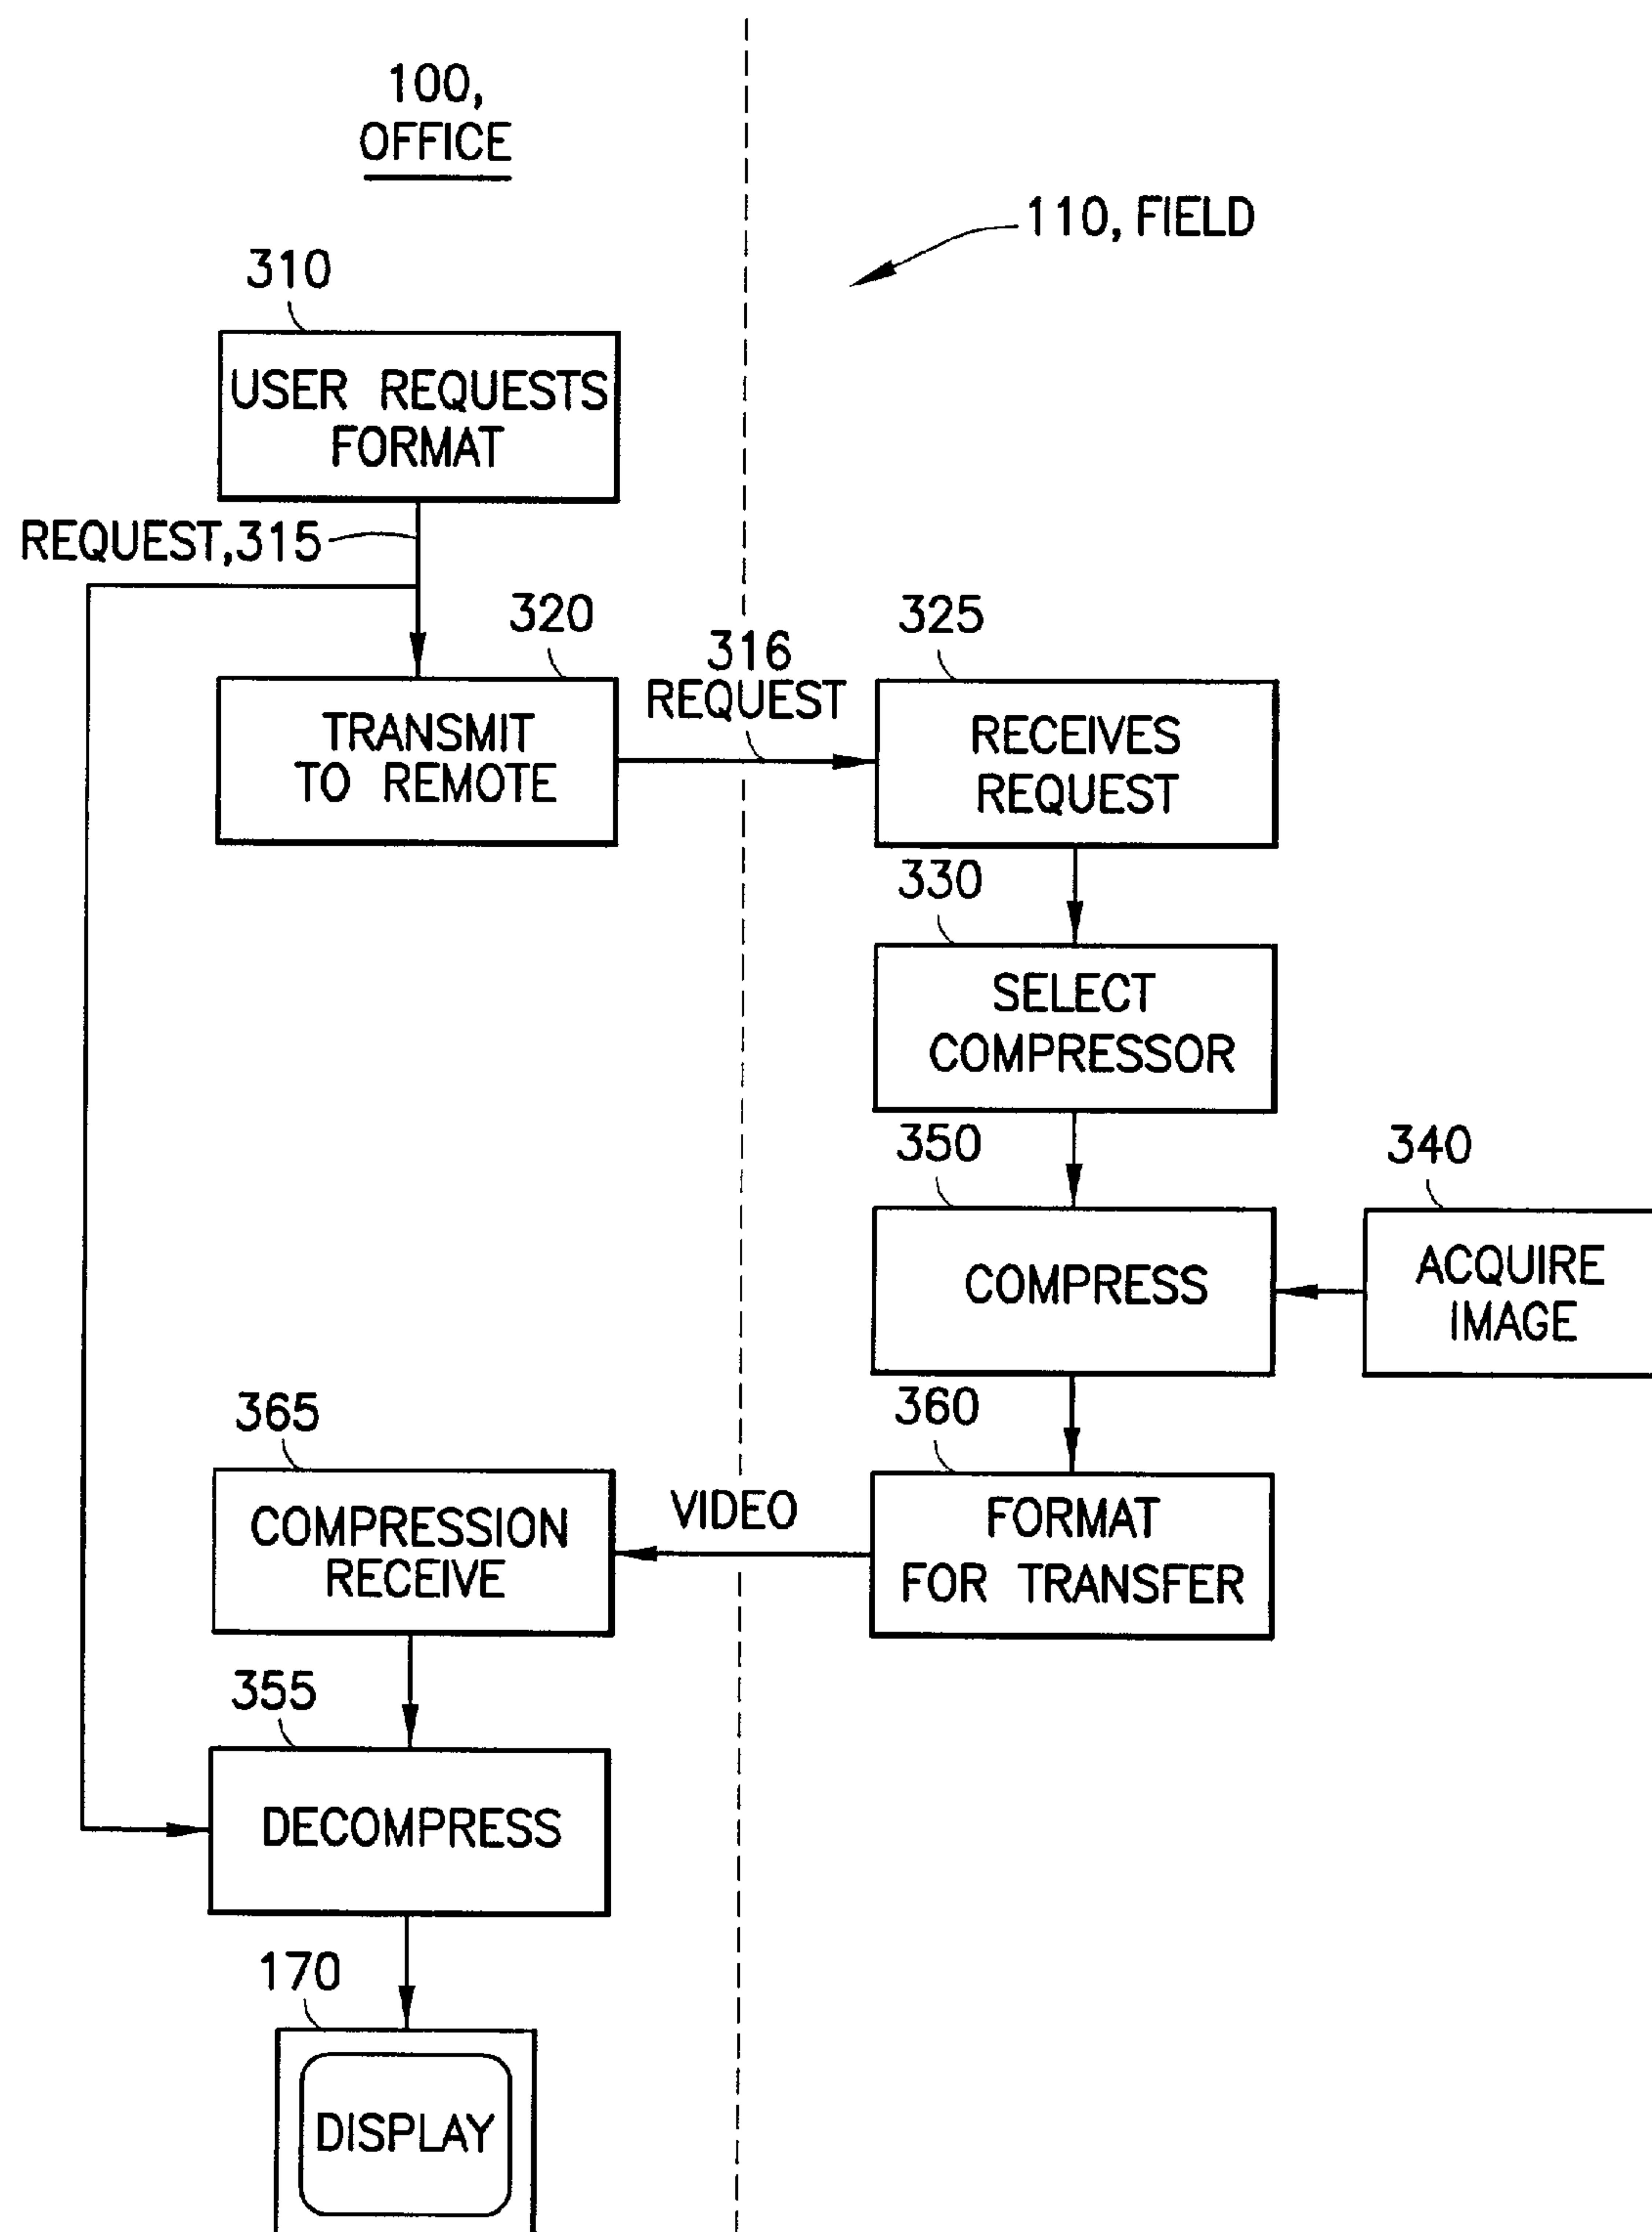 100,
OFFICE
110, FIELD
310
USER REQUESTS
FORMAT
REQUEST,315
320
316
REQUEST
325
TRANSMIT
TO REMOTE
RECEIVES
REQUEST
330
SELECT
COMPRESSOR
350
340
COMPRESS
ACQUIRE
IMAGE
365
360
COMPRESSION
RECEIVE
VIDEO
FORMAT
FOR TRANSFER
355
DECOMPRESS
170
DISPLAY